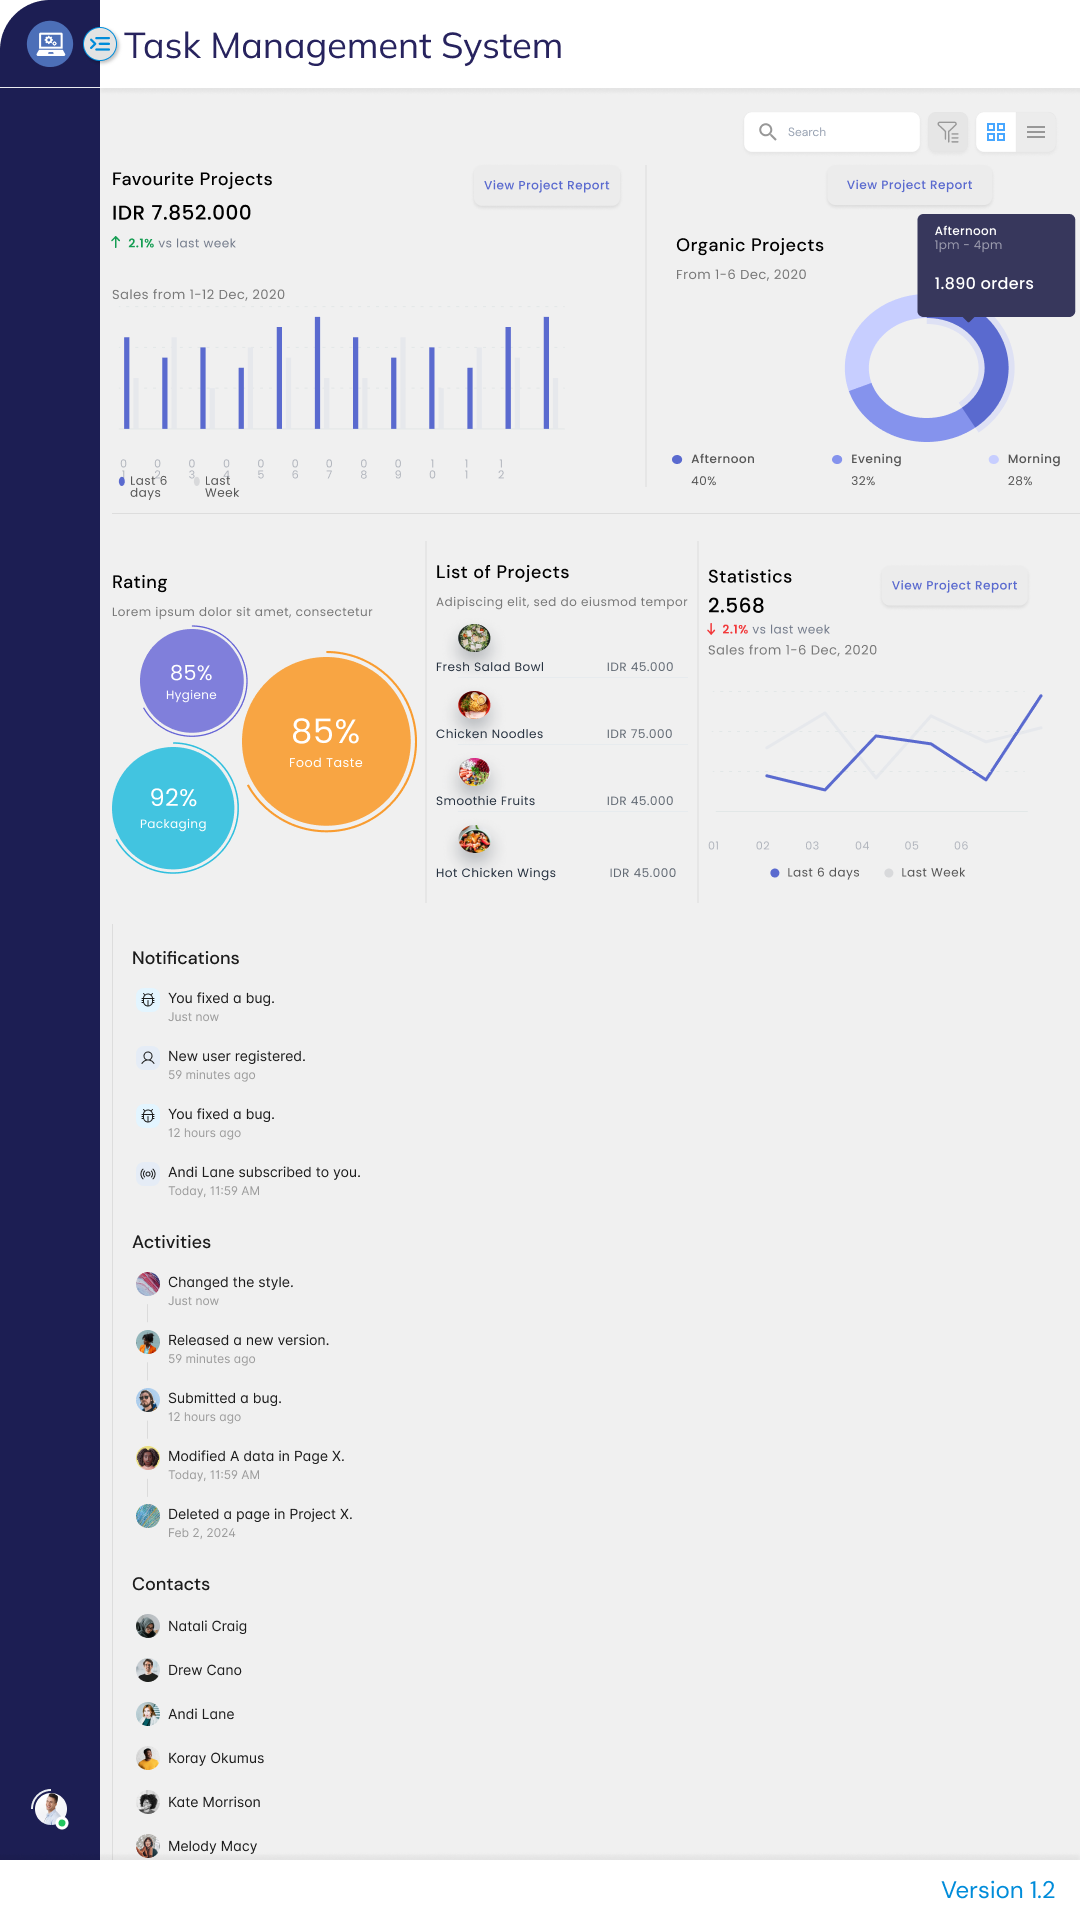 Task Management System
Search
Favourite Projects
View Project Report
IDR 7.852.000
2.1% vs last week
Sales from 1-12 Dec, 2020
01 02 03 04 05 06 07 08 09 10 11 12
Last 6 days
Last Week
View Project Report
Organic Projects
From 1-6 Dec, 2020
Afternoon
1pm - 4pm
1.890 orders
Afternoon
40%
Evening
32%
Morning
28%
Rating
Lorem ipsum dolor sit amet, consectetur
85%
Hygiene
85%
Food Taste
92%
Packaging
List of Projects
Adipiscing elit, sed do eiusmod tempor
Fresh Salad Bowl IDR 45.000
Chicken Noodles IDR 75.000
Smoothie Fruits IDR 45.000
Hot Chicken Wings IDR 45.000
Statistics
View Project Report
2.568
2.1% vs last week
Sales from 1-6 Dec, 2020
01 02 03 04 05 06
Last 6 days Last Week
Notifications
You fixed a bug.
Just now
New user registered.
59 minutes ago
You fixed a bug.
12 hours ago
Andi Lane subscribed to you.
Today, 11:59 AM
Activities
Changed the style.
Just now
Released a new version.
59 minutes ago
Submitted a bug.
12 hours ago
Modified A data in Page X.
Today, 11:59 AM
Deleted a page in Project X.
Feb 2, 2024
Contacts
Natali Craig
Drew Cano
Andi Lane
Koray Okumus
Kate Morrison
Melody Macy
Version 1.2